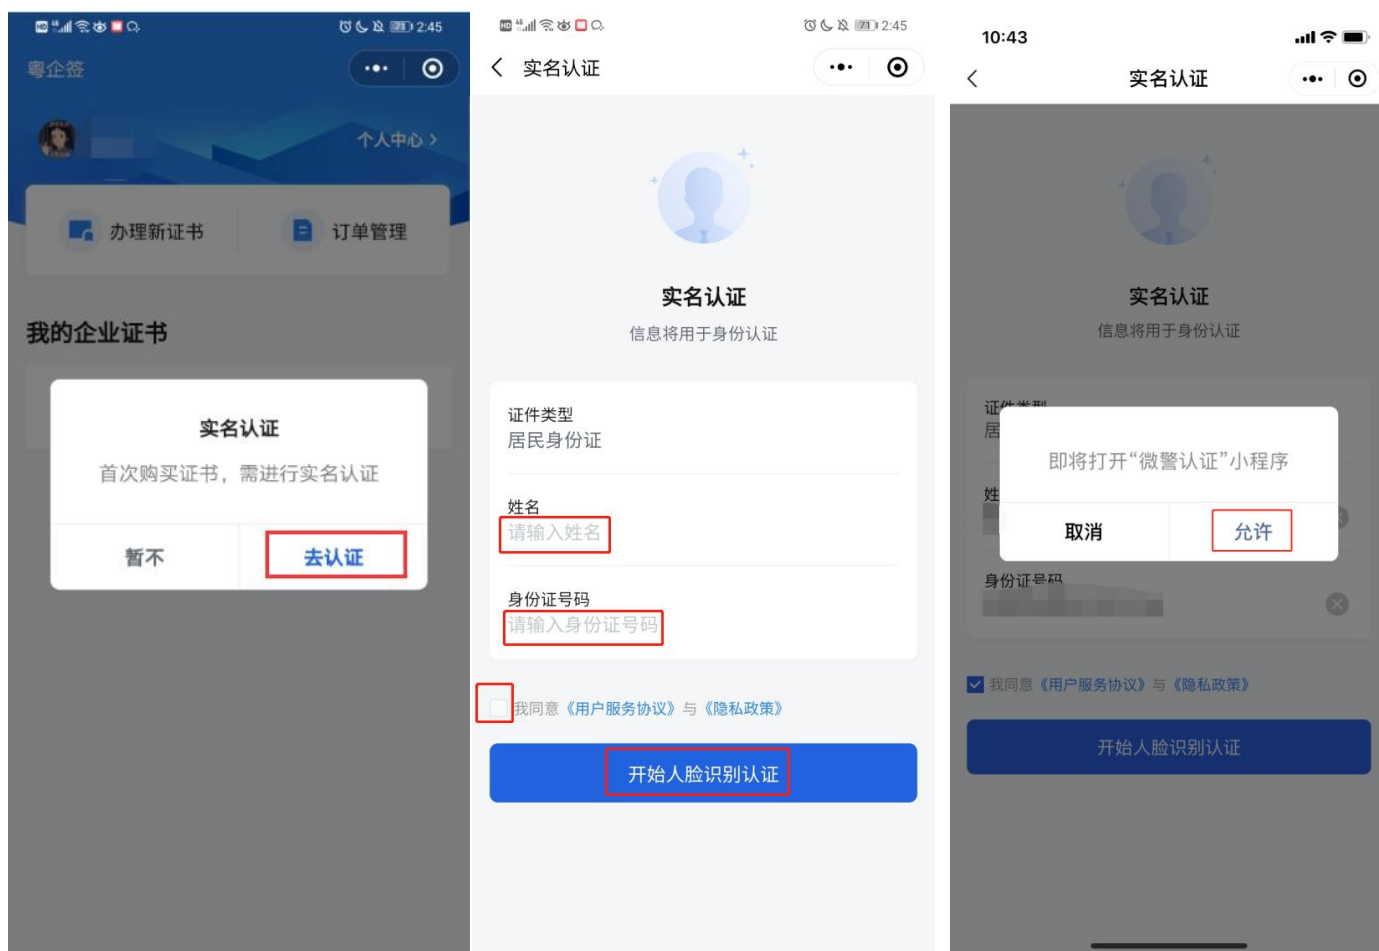 2:45
粤企签
个人中心 >
办理新证书
订单管理
我的企业证书
实名认证
首次购买证书，需进行实名认证
暂不
去认证
2:45
实名认证
实名认证
信息将用于身份认证
证件类型
居民身份证
姓名
请输入姓名
身份证号码
请输入身份证号码
我同意《用户服务协议》与《隐私政策》
开始人脸识别认证
10:43
实名认证
实名认证
信息将用于身份认证
即将打开“微警认证”小程序
取消
允许
身份证号码
我同意《用户服务协议》与《隐私政策》
开始人脸识别认证